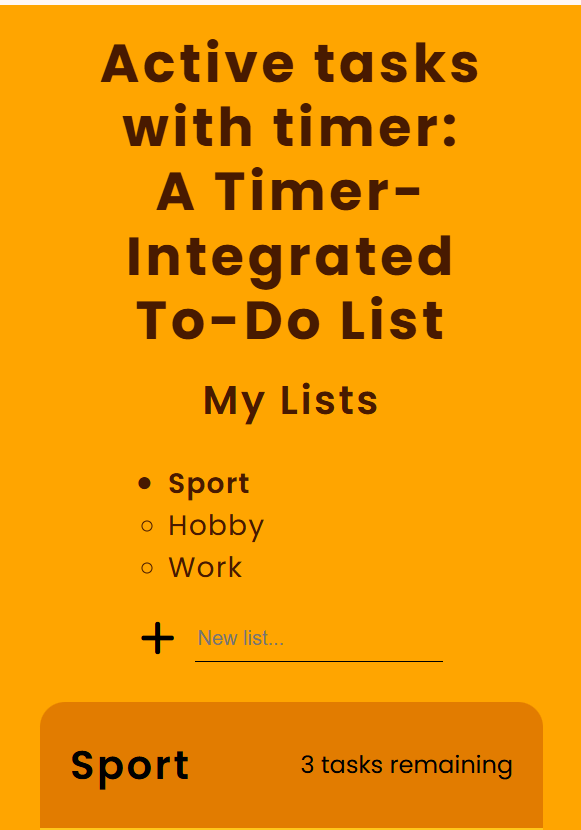 Active tasks
with timer:
A Timer-
Integrated
To-Do List
My Lists
Sport
Hobby
Work
New list...
Sport
3 tasks remaining